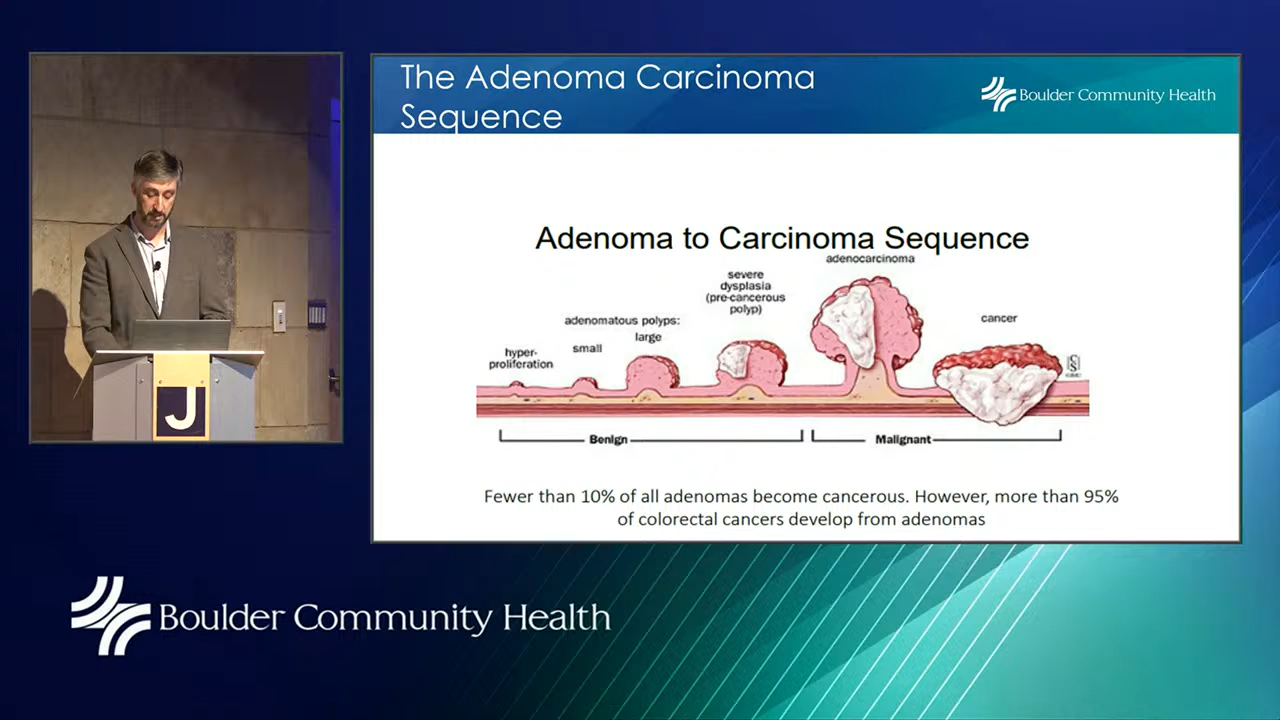 The Adenoma Carcinoma
Sequence
Boulder Community Health
Adenoma to Carcinoma Sequence
adenocarcinoma
severe
dysplasia
(pre-cancerous
polyp)
adenomatous polyps:
large
small
hyper-
proliferation
cancer
Benign
Malignant
Fewer than 10% of all adenomas become cancerous. However, more than 95%
of colorectal cancers develop from adenomas
J
Boulder Community Health